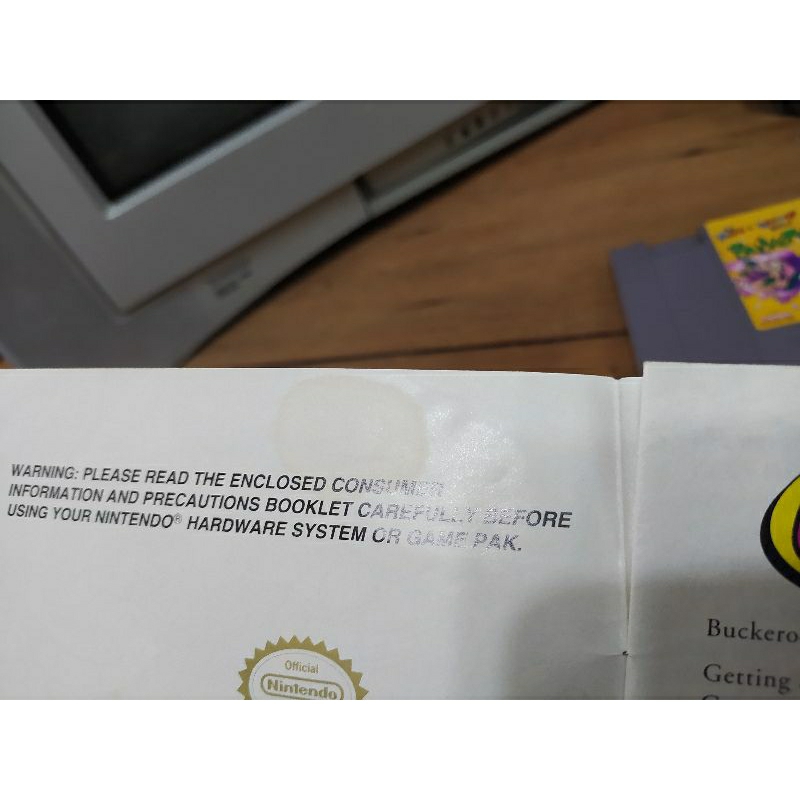 WARNING: PLEASE READ THE ENCLOSED CONSUMER
INFORMATION AND PRECAUTIONS BOOKLET CAREFULLY BEFORE
USING YOUR NINTENDO® HARDWARE SYSTEM OR GAME PAK.
Official
Nintendo
Buckero
Getting